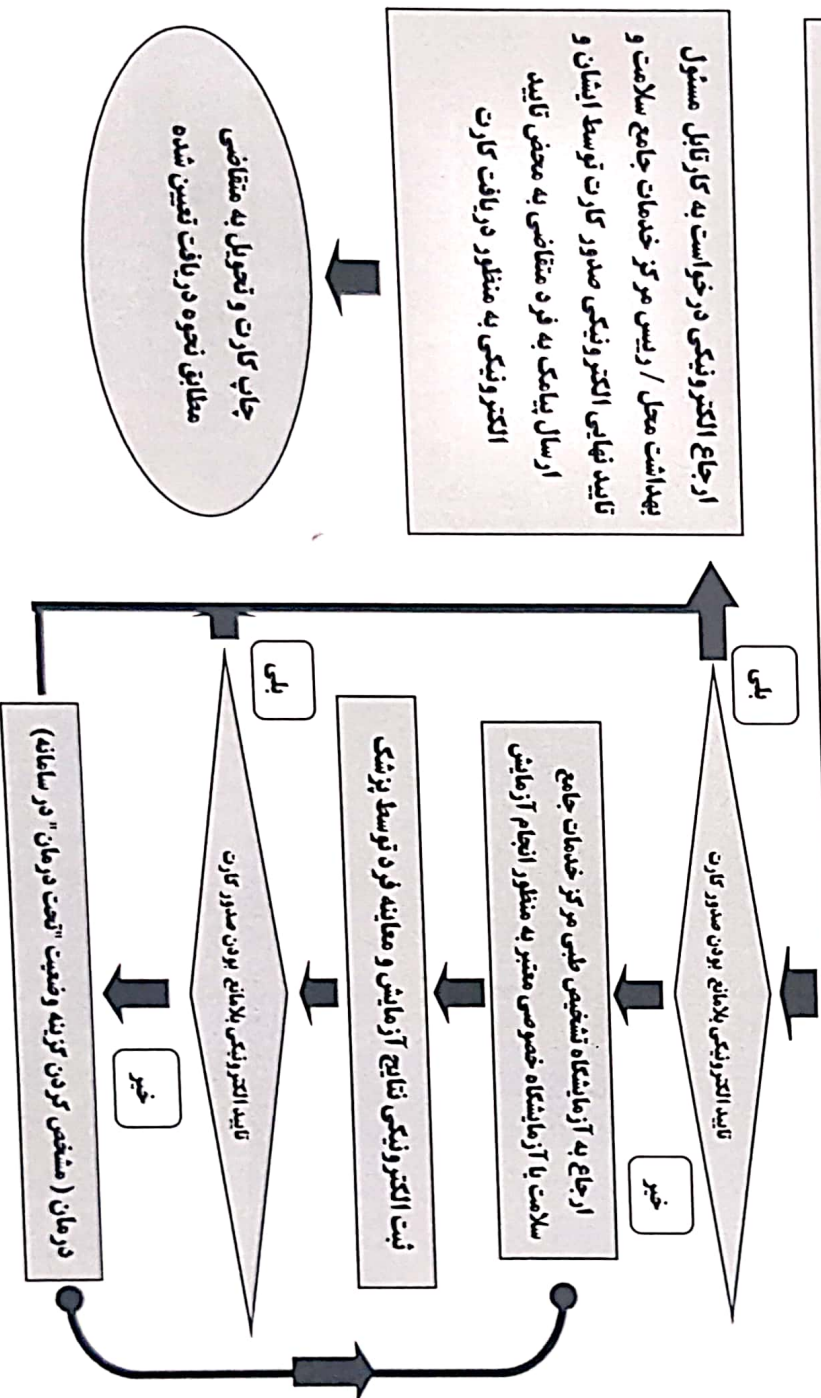 تایید الکترونیکی بلامانع بودن صدور کارت
بلی
خیر
ارجاع الکترونیکی درخواست به کارتابل مسئول
بهداشت محل / رییس مرکز خدمات جامع سلامت و
تایید نهایی الکترونیکی صدور کارت توسط ایشان و
ارسال پیامک به فرد متقاضی به محض تایید
الکترونیکی به منظور دریافت کارت
چاپ کارت و تحویل به متقاضی
مطابق نحوه دریافت تعیین شده
ارجاع به آزمایشگاه تشخیص طبی مرکز خدمات جامع
سلامت یا آزمایشگاه خصوصی معتبر به منظور انجام آزمایش
ثبت الکترونیکی نتایج آزمایش و معاینه فرد توسط پزشک
تایید الکترونیکی بلامانع بودن صدور کارت
بلی
خیر
درمان ( مشخص کردن گزینه وضعیت "تحت درمان" در سامانه)